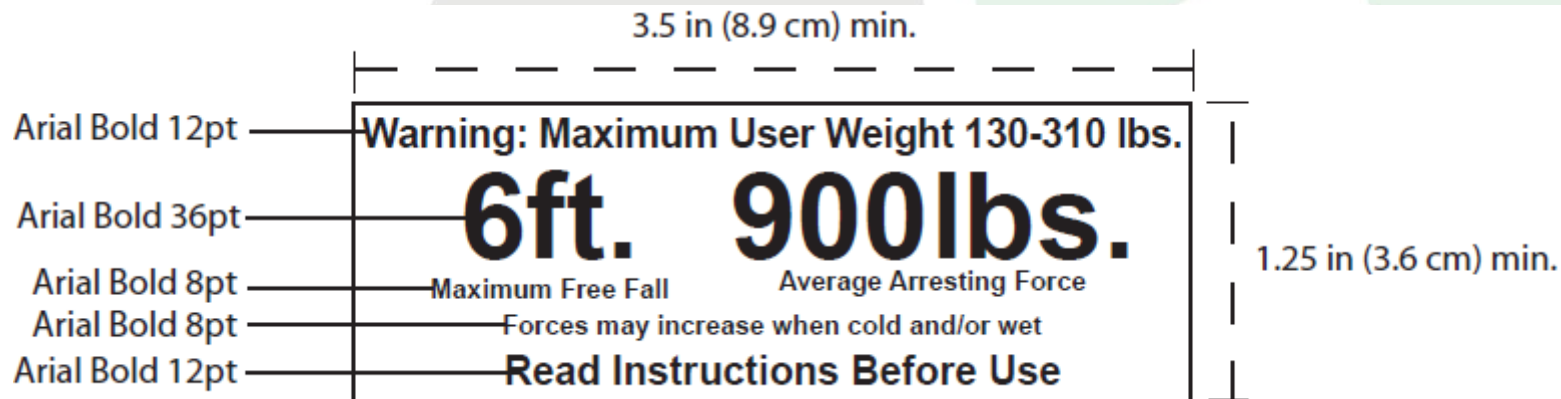 3.5 in (8.9 cm) min.
Arial Bold 12pt Warning: Maximum User Weight 130-310 lbs.
Arial Bold 36pt 6ft. 900lbs.
1.25 in (3.6 cm) min.
Arial Bold 8pt Maximum Free Fall Average Arresting Force
Arial Bold 8pt Forces may increase when cold and/or wet
Arial Bold 12pt Read Instructions Before Use